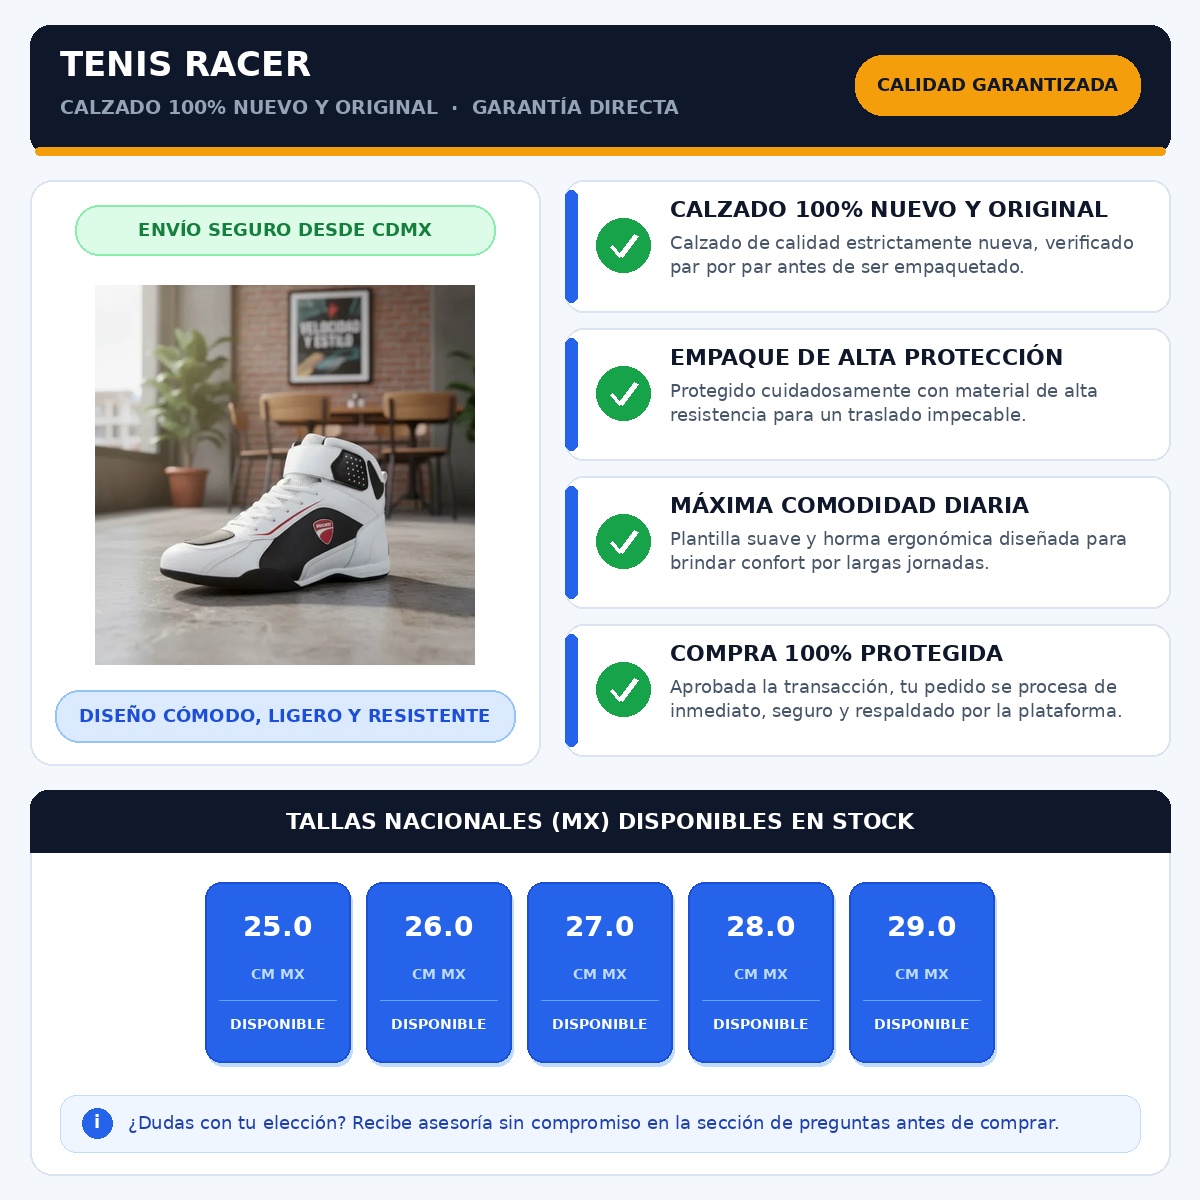 TENIS RACER
CALZADO 100% NUEVO Y ORIGINAL · GARANTÍA DIRECTA
CALIDAD GARANTIZADA
ENVÍO SEGURO DESDE CDMX
VELOCIDAD
Y ESTILO
DUCATI
DISEÑO CÓMODO, LIGERO Y RESISTENTE
CALZADO 100% NUEVO Y ORIGINAL
Calzado de calidad estrictamente nueva, verificado
par por par antes de ser empaquetado.
EMPAQUE DE ALTA PROTECCIÓN
Protegido cuidadosamente con material de alta
resistencia para un traslado impecable.
MÁXIMA COMODIDAD DIARIA
Plantilla suave y horma ergonómica diseñada para
brindar confort por largas jornadas.
COMPRA 100% PROTEGIDA
Aprobada la transacción, tu pedido se procesa de
inmediato, seguro y respaldado por la plataforma.
TALLAS NACIONALES (MX) DISPONIBLES EN STOCK
25.0
CM MX
DISPONIBLE
26.0
CM MX
DISPONIBLE
27.0
CM MX
DISPONIBLE
28.0
CM MX
DISPONIBLE
29.0
CM MX
DISPONIBLE
i
¿Dudas con tu elección? Recibe asesoría sin compromiso en la sección de preguntas antes de comprar.